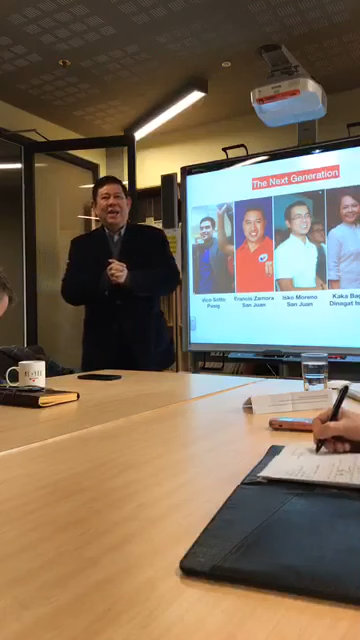 The Next Generation
Vico Sotto
Pasig
Francis Zamora
San Juan
Isko Moreno
San Juan
Kaka Bag
Dinagat Is